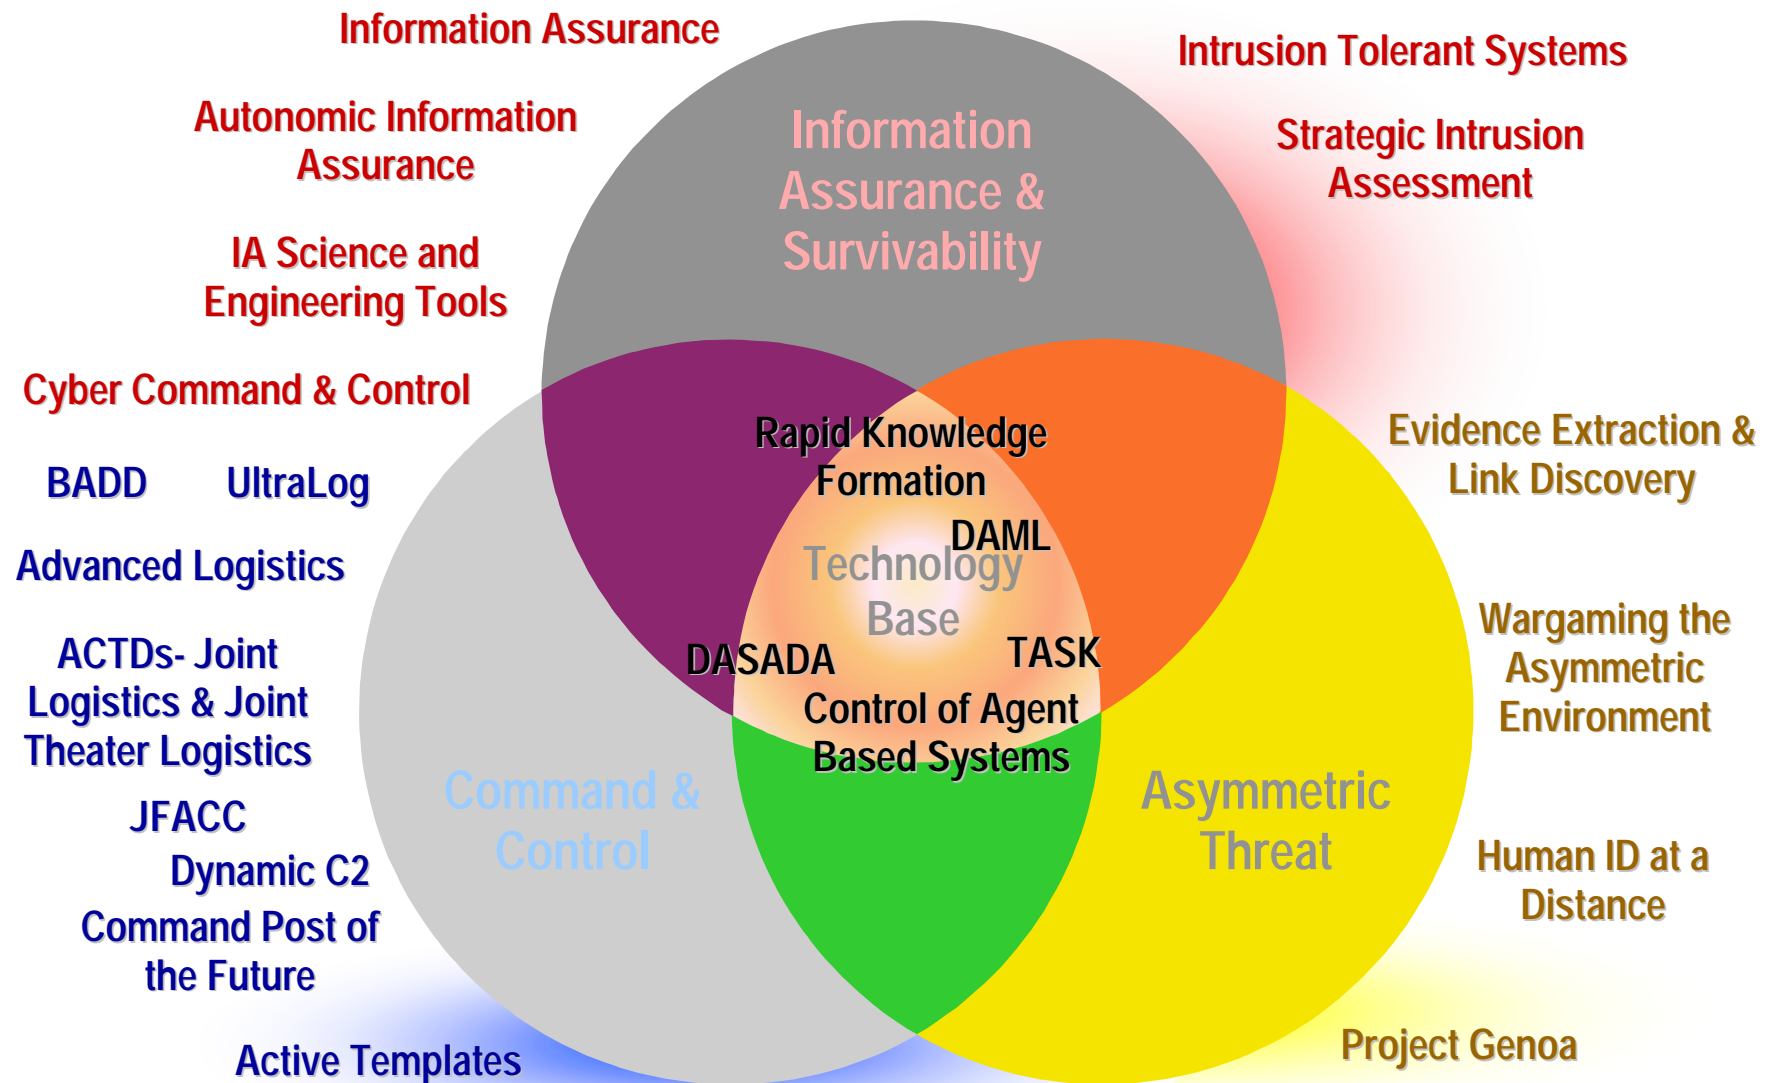 Information Assurance
Autonomic Information
Assurance
IA Science and
Engineering Tools
Cyber Command & Control
BADD
UltraLog
Advanced Logistics
ACTDs- Joint
Logistics & Joint
Theater Logistics
JFACC
Dynamic C2
Command Post of
the Future
Active Templates
Information
Assurance &
Survivability
Rapid Knowledge
Formation
DAML
Technology
Base
DASADA
TASK
Control of Agent
Based Systems
Command &
Control
Asymmetric
Threat
Intrusion Tolerant Systems
Strategic Intrusion
Assessment
Evidence Extraction &
Link Discovery
Wargaming the
Asymmetric
Environment
Human ID at a
Distance
Project Genoa